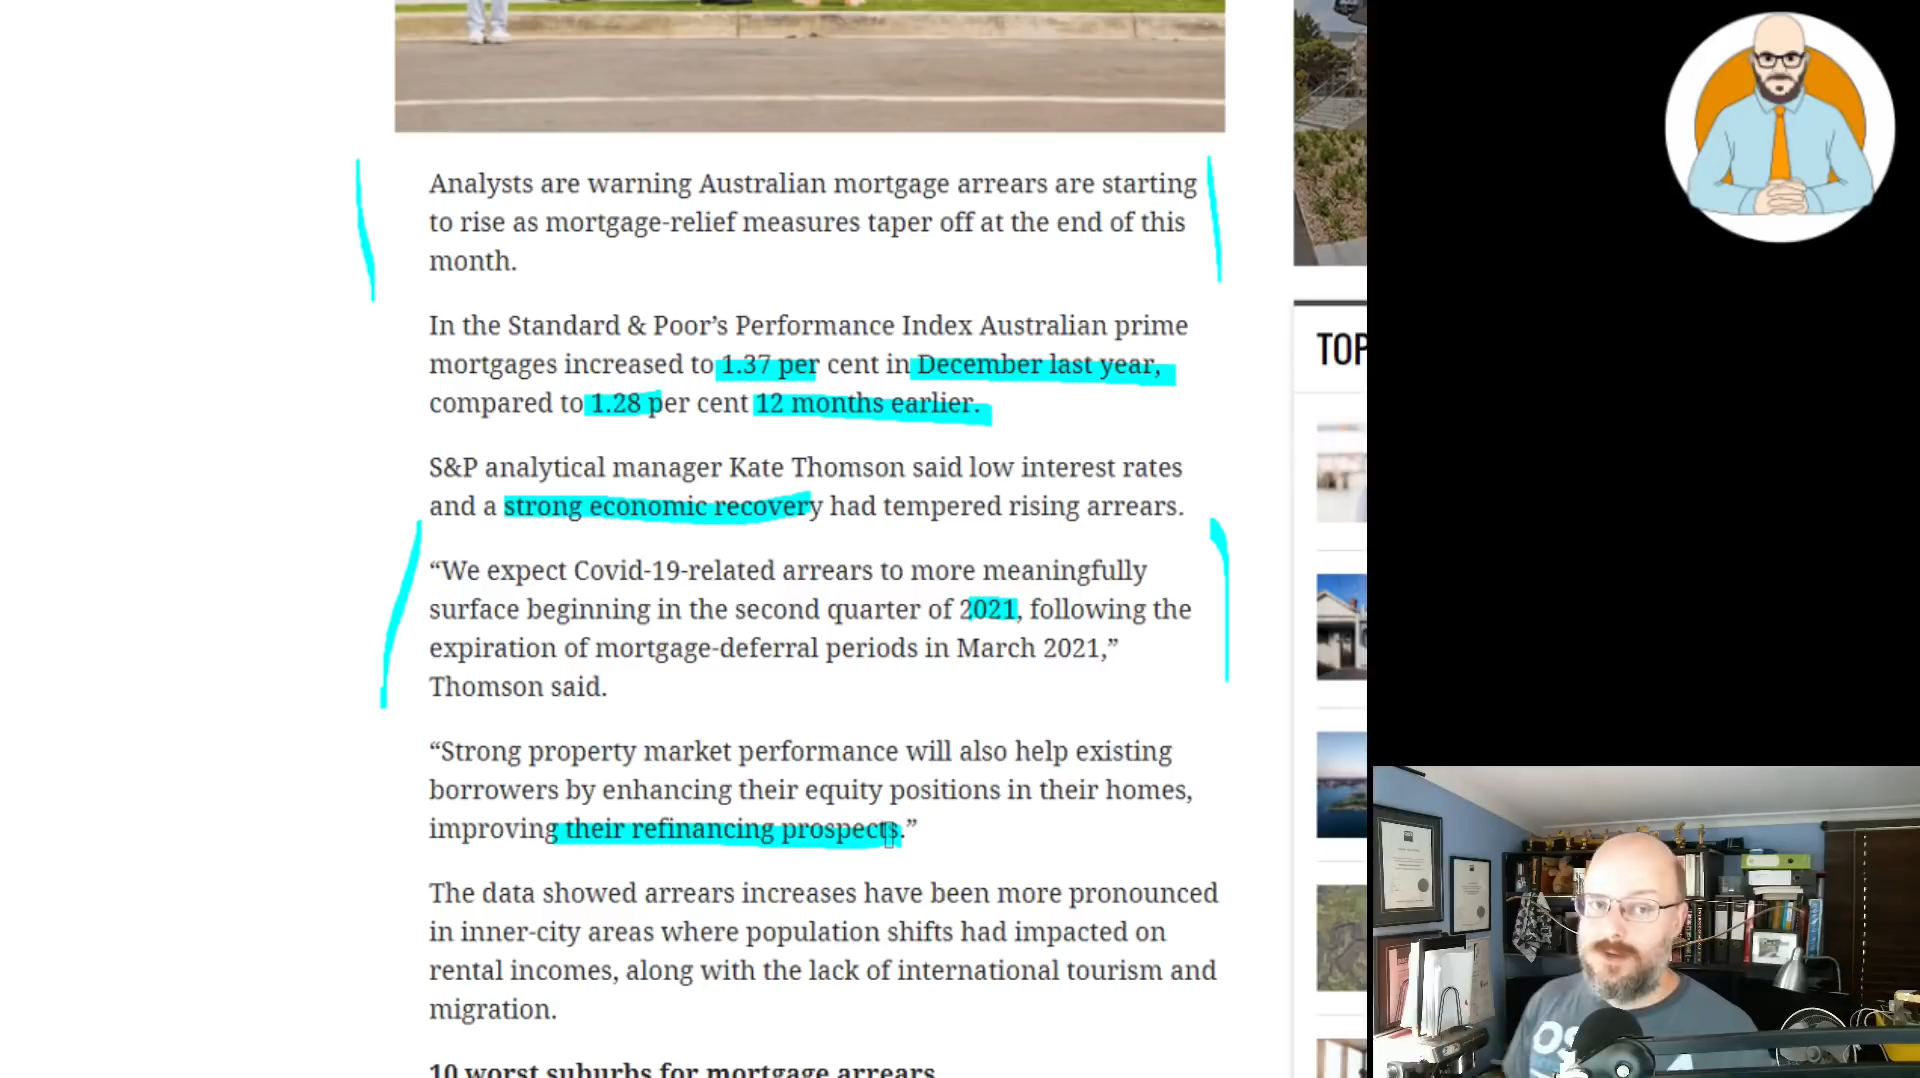 Analysts are warning Australian mortgage arrears are starting
to rise as mortgage-relief measures taper off at the end of this
month.
In the Standard & Poor’s Performance Index Australian prime
mortgages increased to 1.37 per cent in December last year,
compared to 1.28 per cent 12 months earlier.
S&P analytical manager Kate Thomson said low interest rates
and a strong economic recovery had tempered rising arrears.
“We expect Covid-19-related arrears to more meaningfully
surface beginning in the second quarter of 2021, following the
expiration of mortgage-deferral periods in March 2021,”
Thomson said.
“Strong property market performance will also help existing
borrowers by enhancing their equity positions in their homes,
improving their refinancing prospects.”
The data showed arrears increases have been more pronounced
in inner-city areas where population shifts had impacted on
rental incomes, along with the lack of international tourism and
migration.
10 worst suburbs for mortgage arrears
TOP